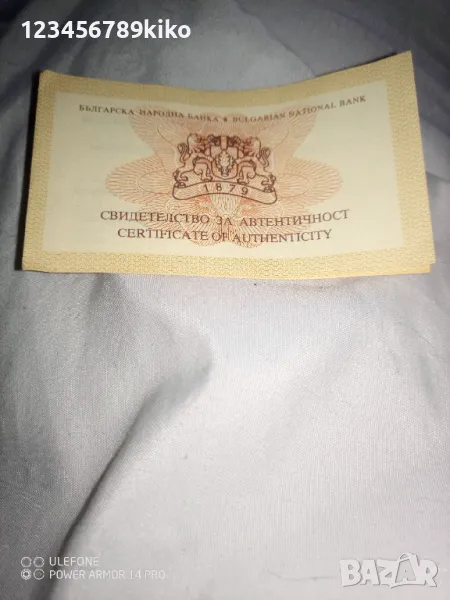 123456789kiko
БЪЛГАРСКА НАРОДНА БАНКА ♦ BULGARIAN NATIONAL BANK
1879
СВИДЕТЕЛСТВО ЗА АВТЕНТИЧНОСТ
CERTIFICATE OF AUTHENTICITY
ULEFONE
POWER ARMOR 14 PRO
BAZAR